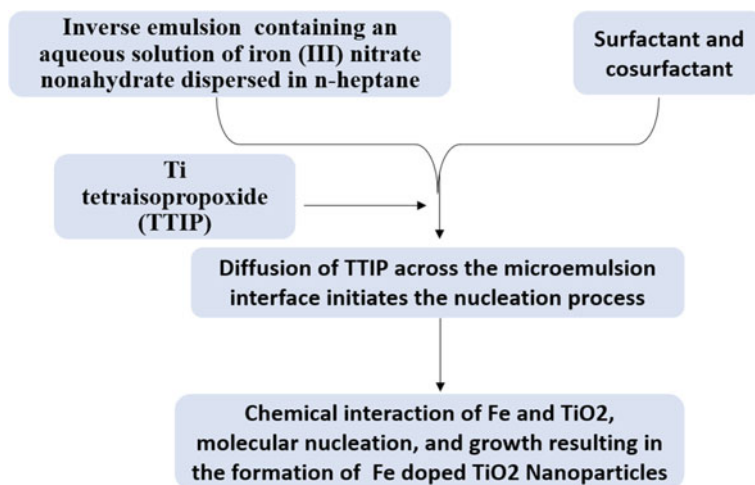 Inverse emulsion containing an
aqueous solution of iron (III) nitrate
nonahydrate dispersed in n-heptane
Surfactant and
cosurfactant
Ti
tetraisopropoxide
(TTIP)
Diffusion of TTIP across the microemulsion
interface initiates the nucleation process
Chemical interaction of Fe and TiO2,
molecular nucleation, and growth resulting in
the formation of Fe doped TiO2 Nanoparticles